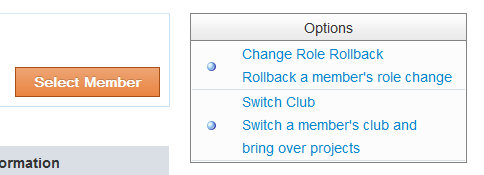 Options
Change Role Rollback
Rollback a member's role change
Select Member
Switch Club
Switch a member's club and
bring over projects
ormation